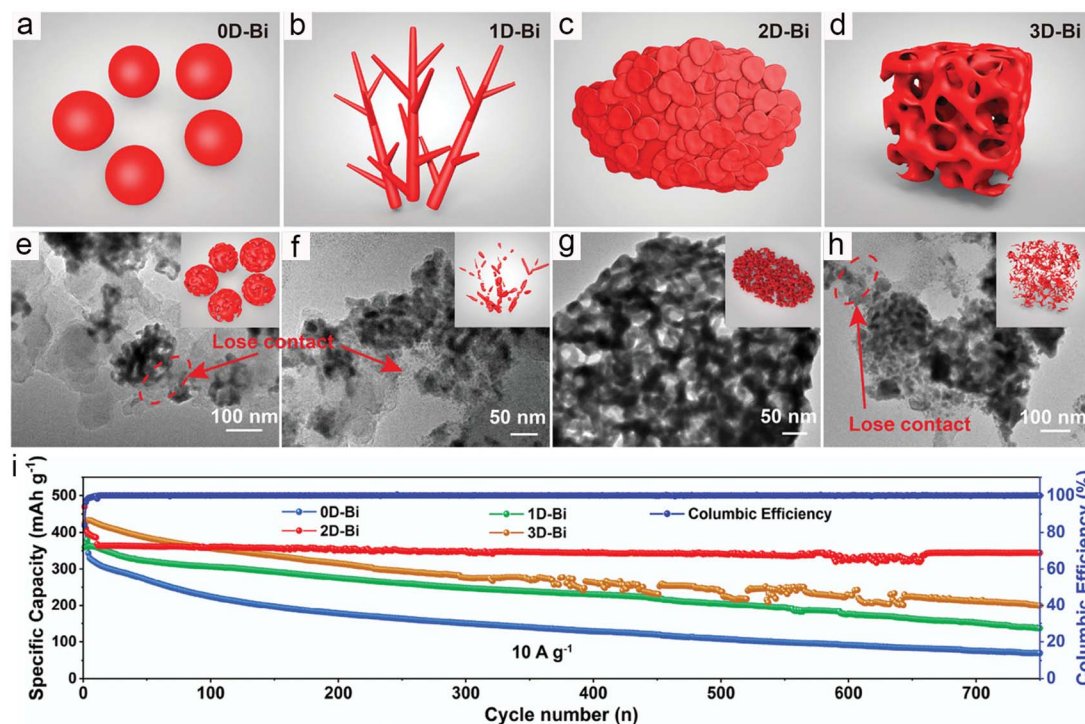 a
0D-Bi
b
1D-Bi
c
2D-Bi
d
3D-Bi
e
Lose contact
100 nm
f
50 nm
g
50 nm
h
Lose contact
100 nm
i
Specific Capacity (mAh g⁻¹)
500
400
300
200
100
0
0D-Bi
2D-Bi
1D-Bi
3D-Bi
Columbic Efficiency
10 A g⁻¹
0
100
200
300
400
500
600
700
Cycle number (n)
100
80
60
40
20
0
Columbic Efficiency (%)